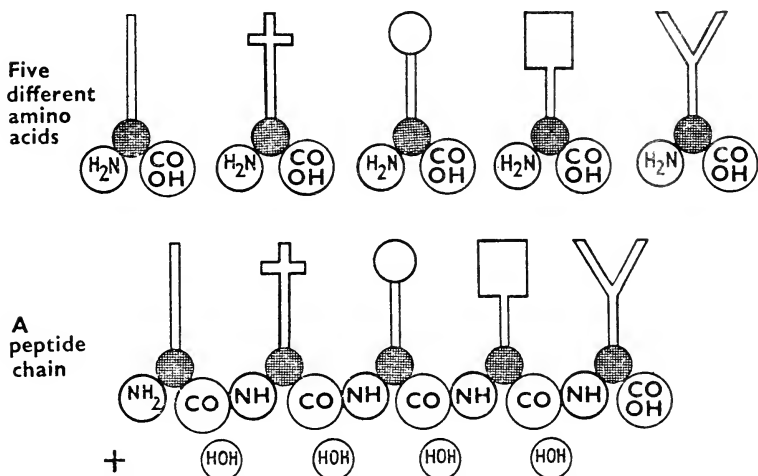 Five
different
amino
acids
H₂N
CO
OH
H₂N
CO
OH
H₂N
CO
OH
H₂N
CO
OH
H₂N
CO
OH
A
peptide
chain
NH₂
CO
NH
CO
NH
CO
NH
CO
NH
CO
OH
+
HOH
HOH
HOH
HOH